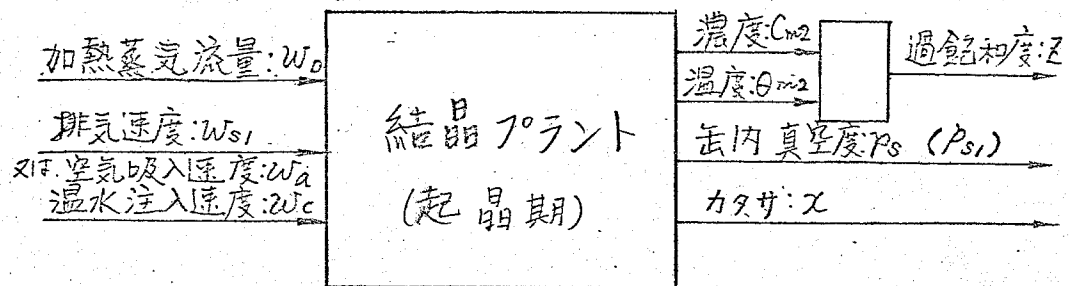 加熱蒸気流量:w₀
排気速度:ws1
又は、空気吸入速度:wa
温水注入速度:wc
結晶プラント
(起晶期)
濃度:Cm2
温度:θm2
過飽和度:Z
缶内真空度:Ps (Ps1)
カタサ:x